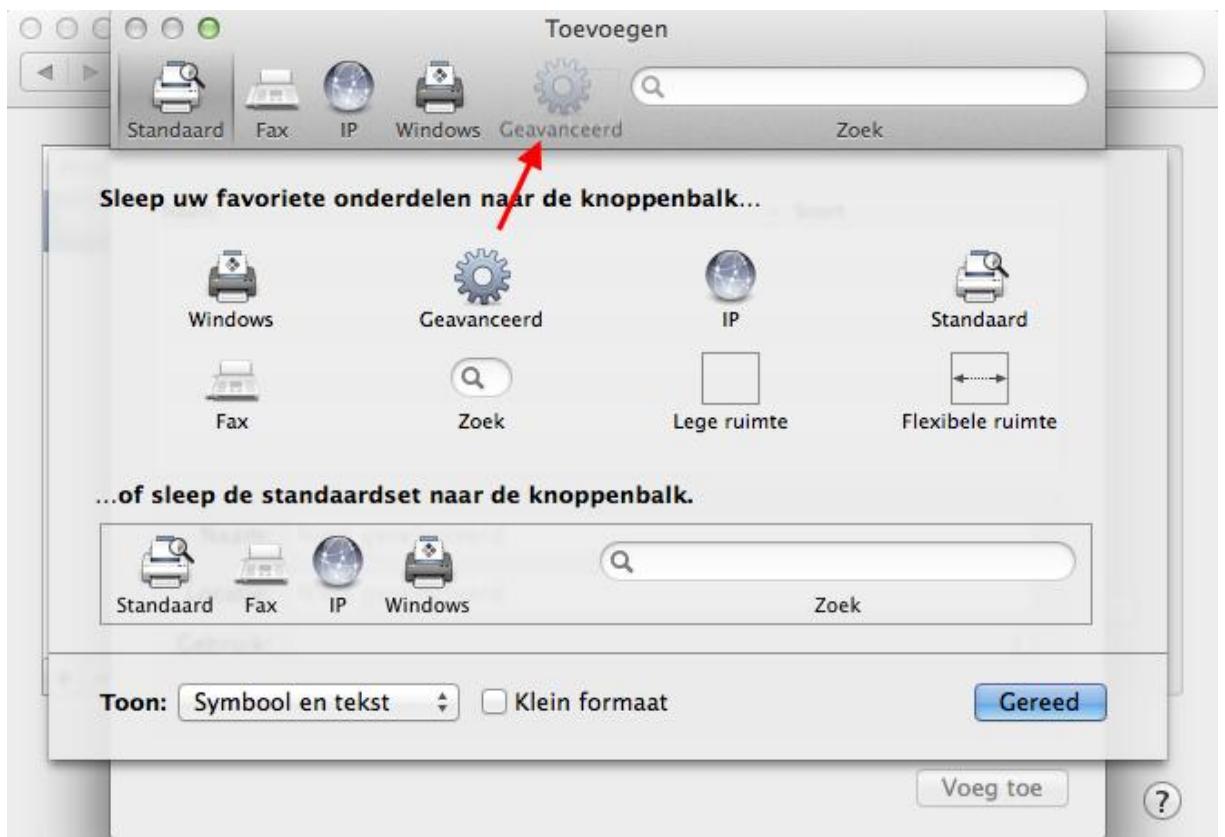 Toevoegen
Standaard Fax IP Windows Geavanceerd Zoek
Sleep uw favoriete onderdelen naar de knoppenbalk...
Windows Geavanceerd IP Standaard
Fax Zoek Lege ruimte Flexibele ruimte
...of sleep de standaardset naar de knoppenbalk.
Standaard Fax IP Windows Zoek
Toon: Symbool en tekst Klein formaat Gereed
Voeg toe
?